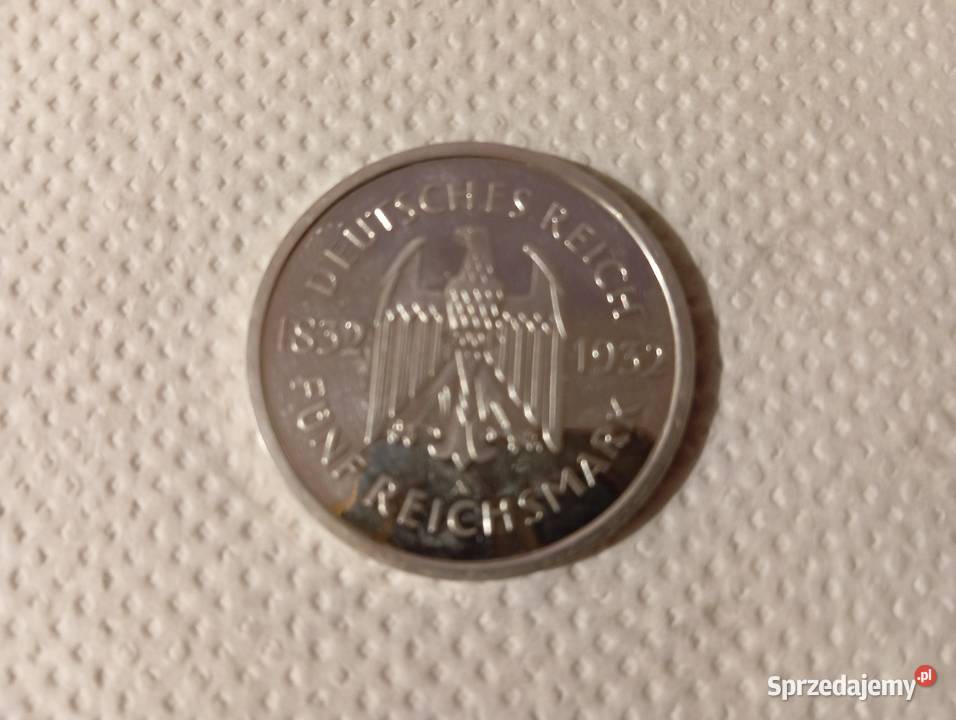 DEUTSCHES REICH
1832 1932
FÜNF REICHSMARK
A
Sprzedajemy.pl